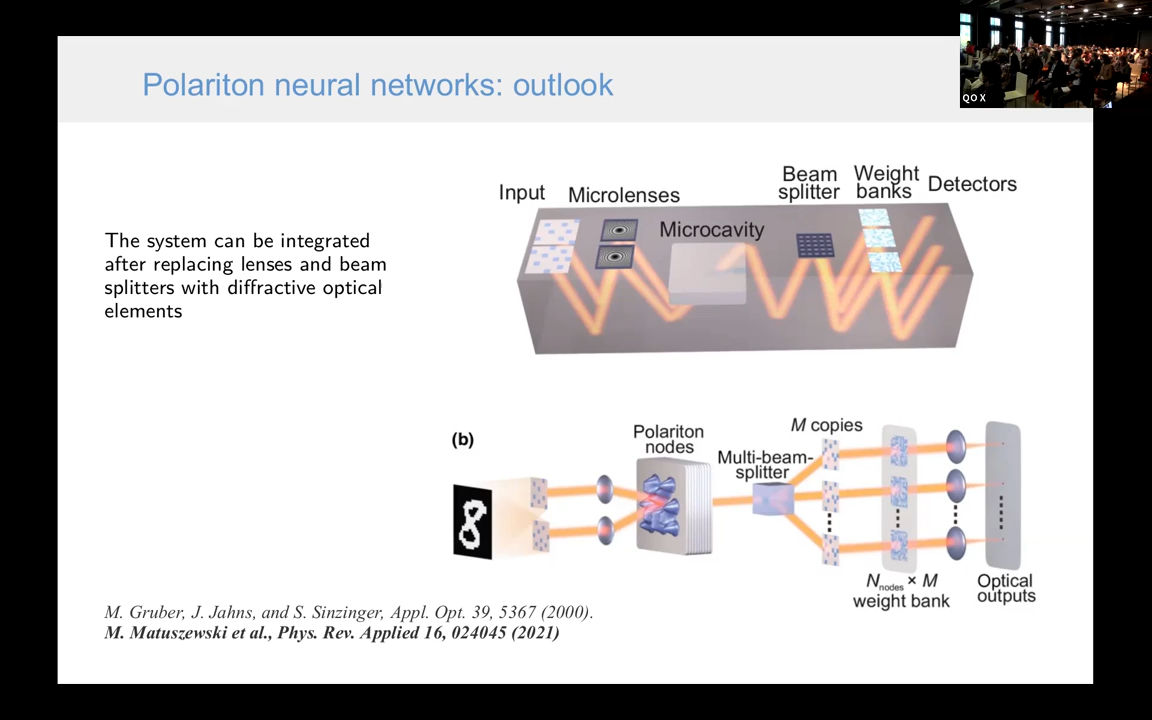 Polariton neural networks: outlook
QO X
The system can be integrated
after replacing lenses and beam
splitters with diffractive optical
elements
Input
Microlenses
Microcavity
Beam
splitter
Weight
banks
Detectors
(b)
8
Polariton
nodes
Multi-beam-
splitter
M copies
Nnodes × M
weight bank
Optical
outputs
M. Gruber, J. Jahns, and S. Sinzinger, Appl. Opt. 39, 5367 (2000).
M. Matuszewski et al., Phys. Rev. Applied 16, 024045 (2021)